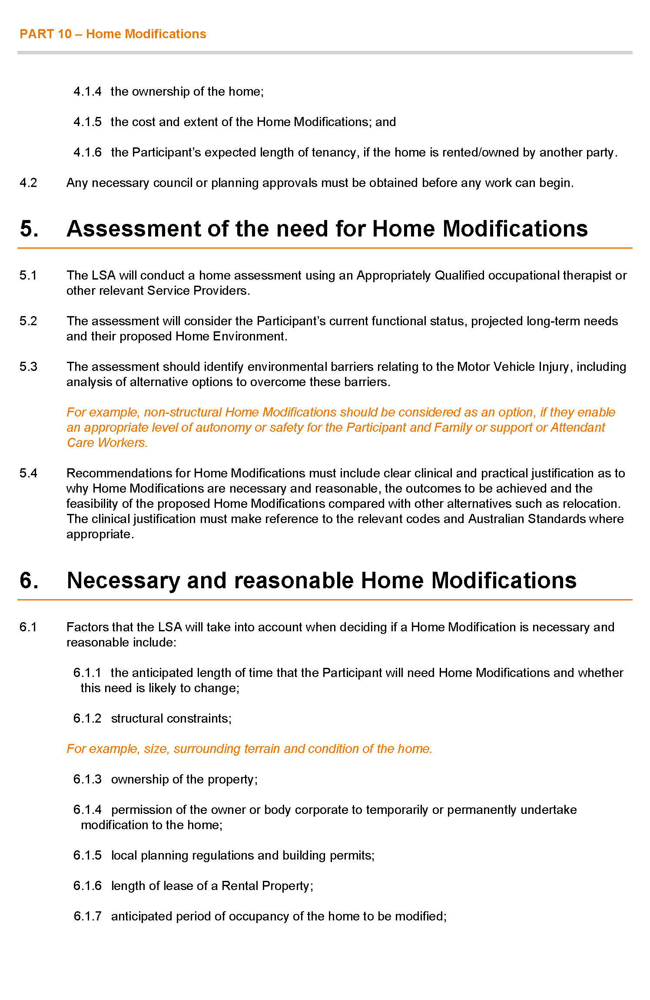 PART 10 – Home Modifications
4.1.4 the ownership of the home;
4.1.5 the cost and extent of the Home Modifications; and
4.1.6 the Participant’s expected length of tenancy, if the home is rented/owned by another party.
4.2 Any necessary council or planning approvals must be obtained before any work can begin.
5. Assessment of the need for Home Modifications
5.1 The LSA will conduct a home assessment using an Appropriately Qualified occupational therapist or
other relevant Service Providers.
5.2 The assessment will consider the Participant’s current functional status, projected long-term needs
and their proposed Home Environment.
5.3 The assessment should identify environmental barriers relating to the Motor Vehicle Injury, including
analysis of alternative options to overcome these barriers.
For example, non-structural Home Modifications should be considered as an option, if they enable
an appropriate level of autonomy or safety for the Participant and Family or support or Attendant
Care Workers.
5.4 Recommendations for Home Modifications must include clear clinical and practical justification as to
why Home Modifications are necessary and reasonable, the outcomes to be achieved and the
feasibility of the proposed Home Modifications compared with other alternatives such as relocation.
The clinical justification must make reference to the relevant codes and Australian Standards where
appropriate.
6. Necessary and reasonable Home Modifications
6.1 Factors that the LSA will take into account when deciding if a Home Modification is necessary and
reasonable include:
6.1.1 the anticipated length of time that the Participant will need Home Modifications and whether
this need is likely to change;
6.1.2 structural constraints;
For example, size, surrounding terrain and condition of the home.
6.1.3 ownership of the property;
6.1.4 permission of the owner or body corporate to temporarily or permanently undertake
modification to the home;
6.1.5 local planning regulations and building permits;
6.1.6 length of lease of a Rental Property;
6.1.7 anticipated period of occupancy of the home to be modified;